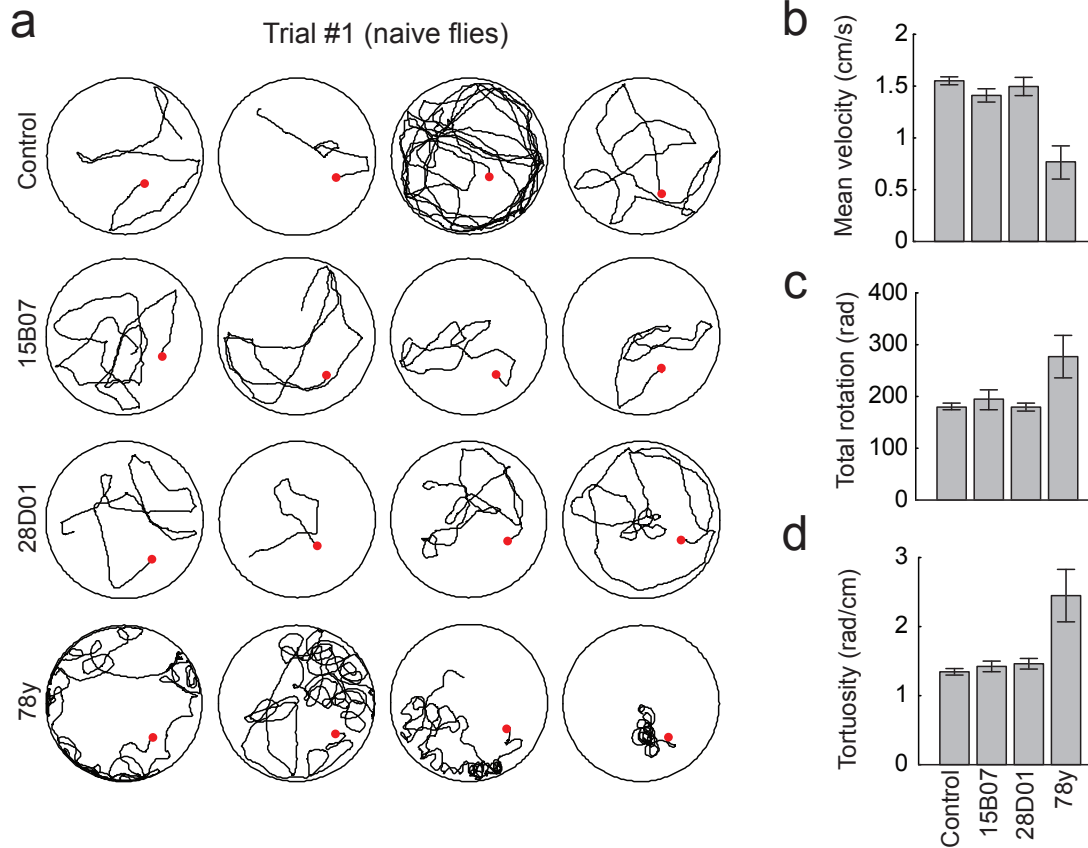 a
Trial #1 (naive flies)
Control
15B07
28D01
78y
b
Mean velocity (cm/s)
2
1.5
1
0.5
0
c
Total rotation (rad)
400
300
200
100
0
d
Tortuosity (rad/cm)
3
2
1
0
Control
15B07
28D01
78y